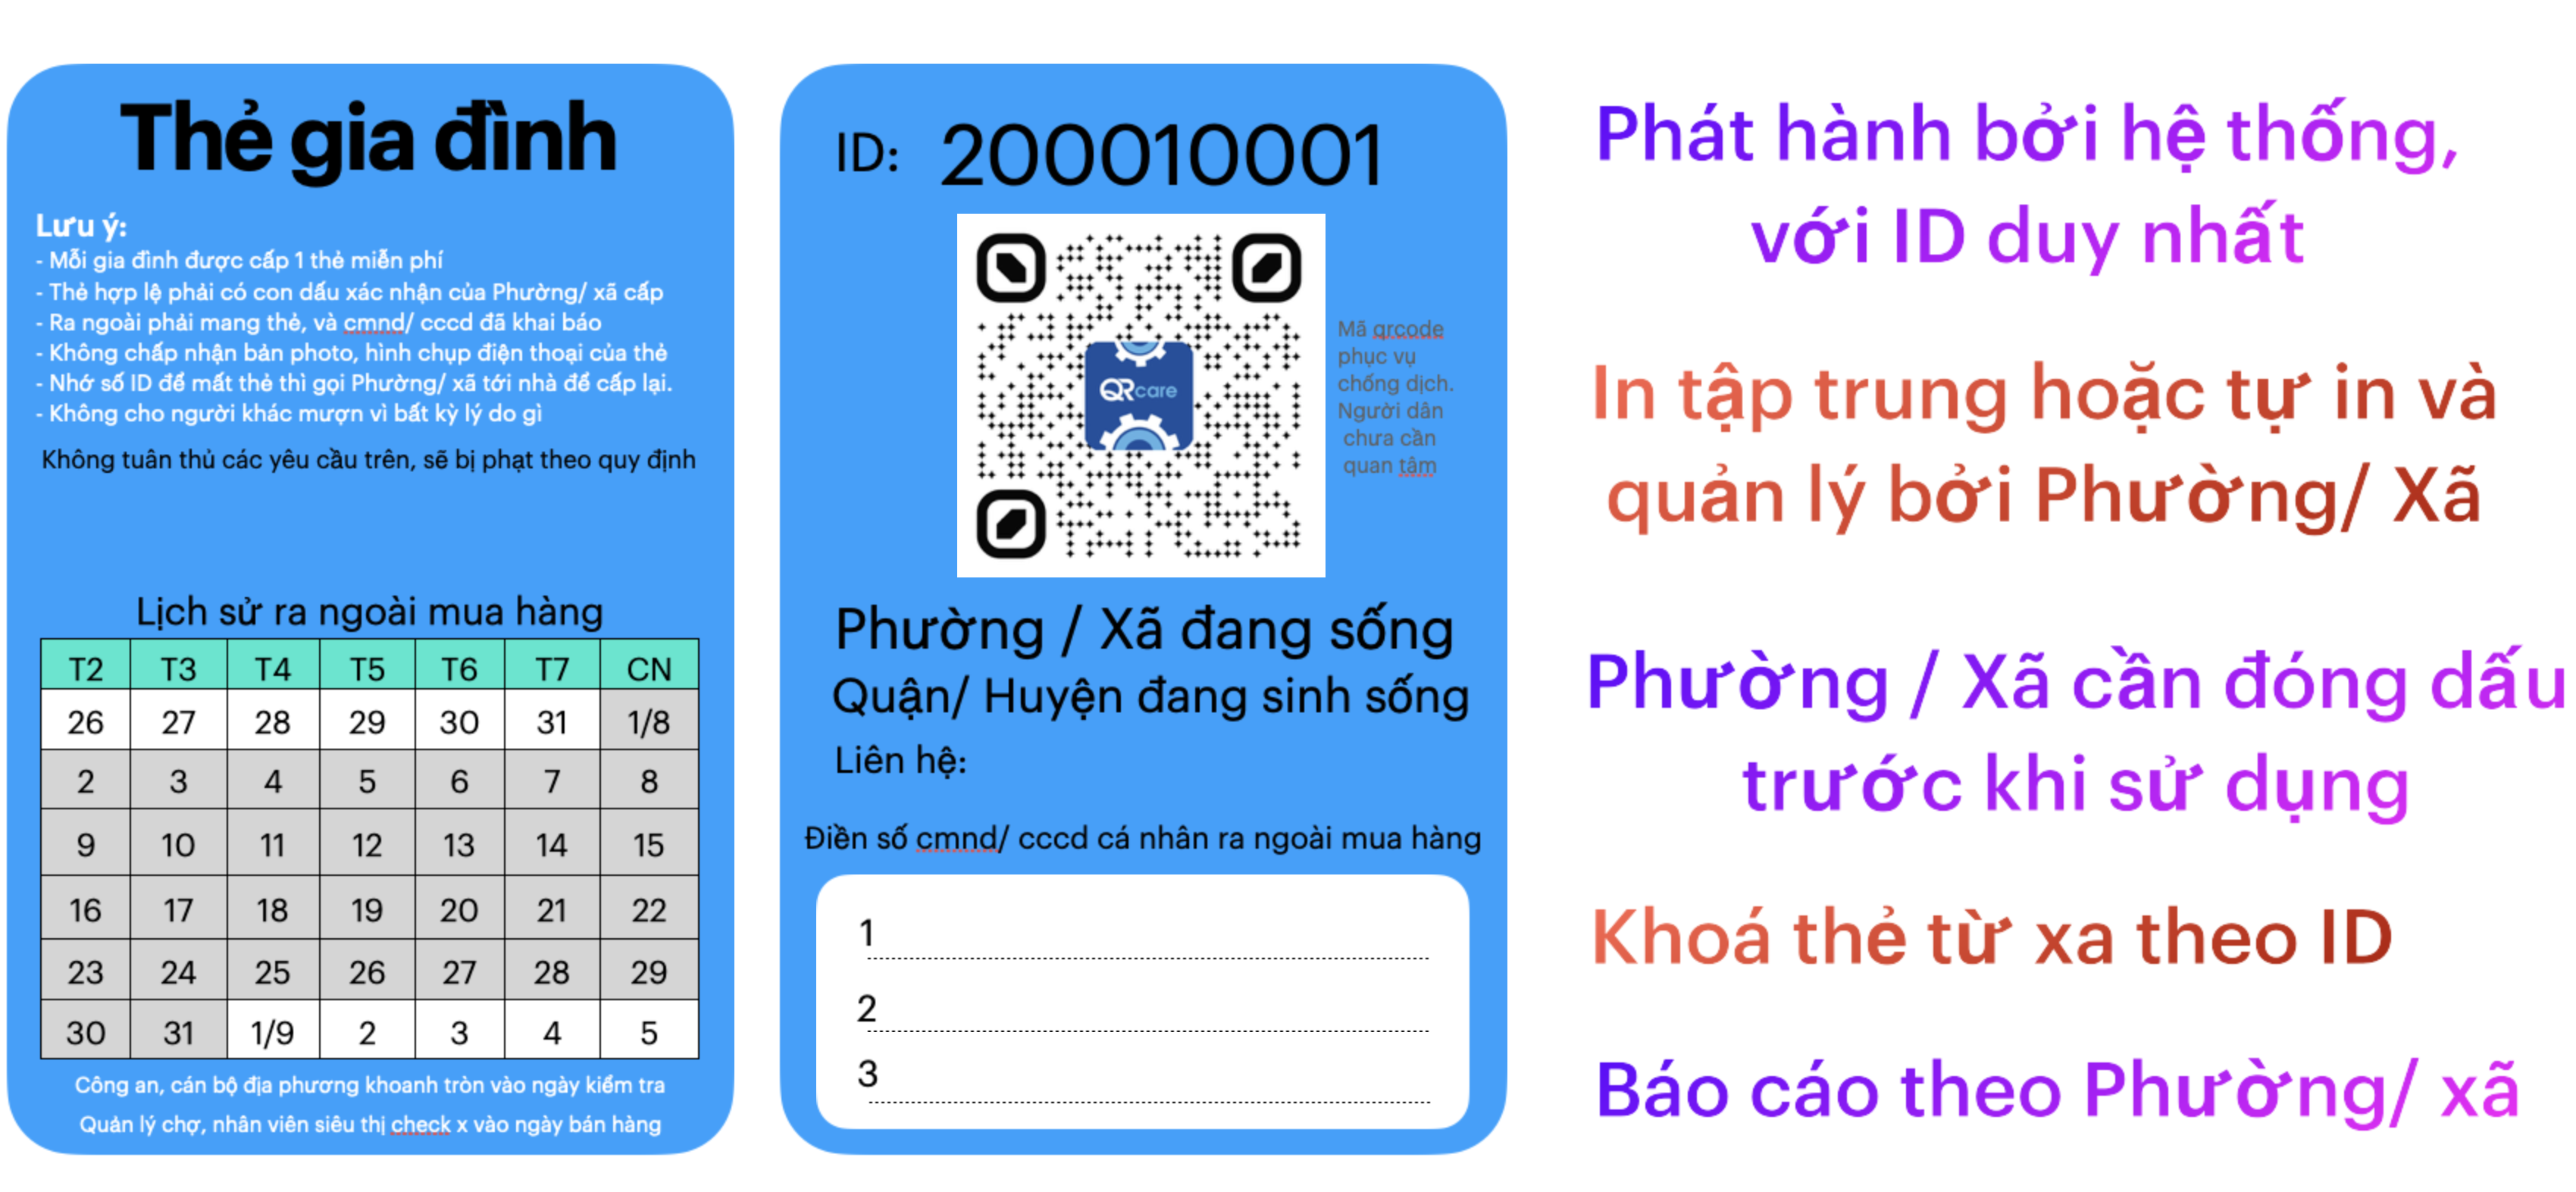 Thẻ gia đình
Lưu ý:
- Mỗi gia đình được cấp 1 thẻ miễn phí
- Thẻ hợp lệ phải có con dấu xác nhận của Phường/ xã cấp
- Ra ngoài phải mang thẻ, và cmnd/ cccd đã khai báo
- Không chấp nhận bản photo, hình chụp điện thoại của thẻ
- Nhớ số ID để mất thẻ thì gọi Phường/ xã tới nhà để cấp lại.
- Không cho người khác mượn vì bất kỳ lý do gì
Không tuân thủ các yêu cầu trên, sẽ bị phạt theo quy định
Lịch sử ra ngoài mua hàng
T2 T3 T4 T5 T6 T7 CN
26 27 28 29 30 31 1/8
2 3 4 5 6 7 8
9 10 11 12 13 14 15
16 17 18 19 20 21 22
23 24 25 26 27 28 29
30 31 1/9 2 3 4 5
Công an, cán bộ địa phương khoanh tròn vào ngày kiểm tra
Quản lý chợ, nhân viên siêu thị check x vào ngày bán hàng
ID: 200010001
QRcare
Mã qrcode
phục vụ
chống dịch.
Người dân
chưa cần
quan tâm
Phường / Xã đang sống
Quận/ Huyện đang sinh sống
Liên hệ:
Điền số cmnd/ cccd cá nhân ra ngoài mua hàng
1
2
3
Phát hành bởi hệ thống,
với ID duy nhất
In tập trung hoặc tự in và
quản lý bởi Phường/ Xã
Phường / Xã cần đóng dấu
trước khi sử dụng
Khoá thẻ từ xa theo ID
Báo cáo theo Phường/ xã